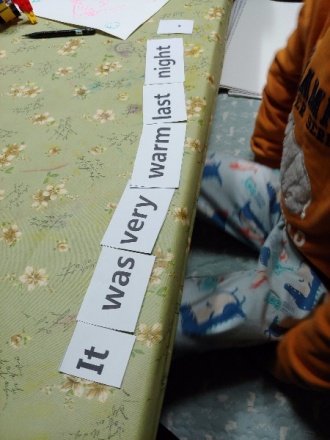 It was very warm last night .